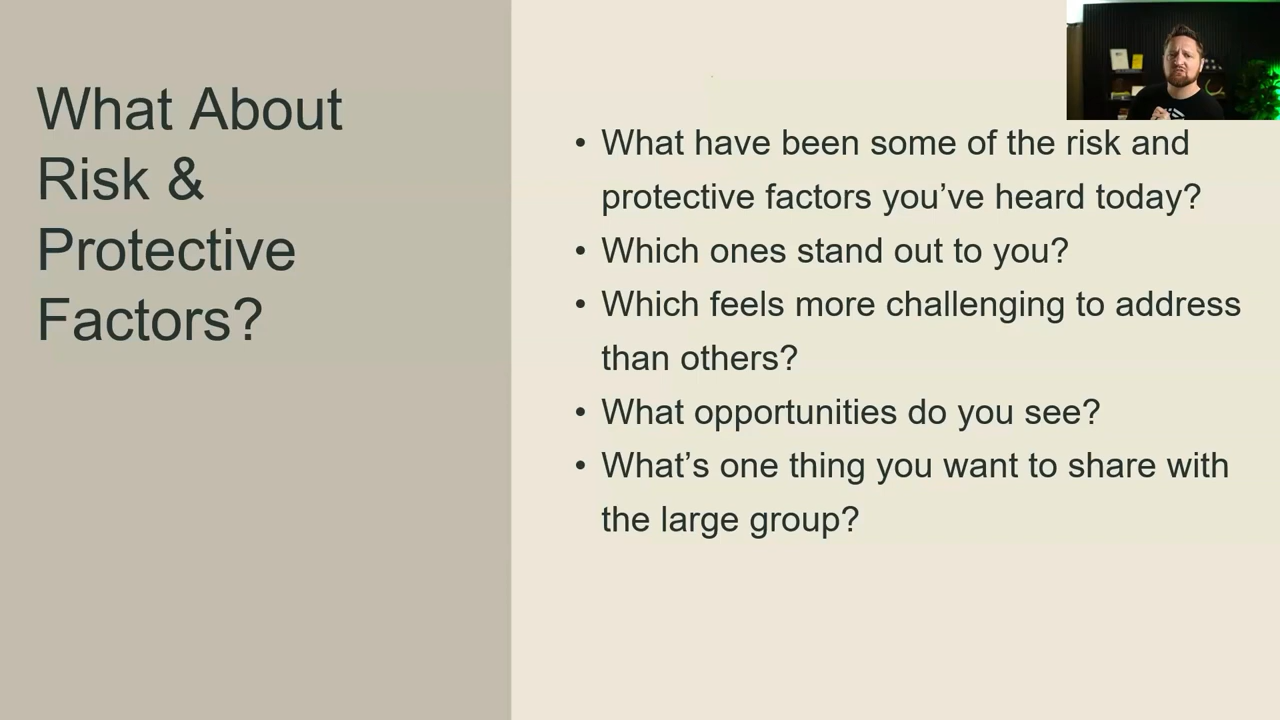 What About
Risk &
Protective
Factors?
• What have been some of the risk and
protective factors you’ve heard today?
• Which ones stand out to you?
• Which feels more challenging to address
than others?
• What opportunities do you see?
• What’s one thing you want to share with
the large group?